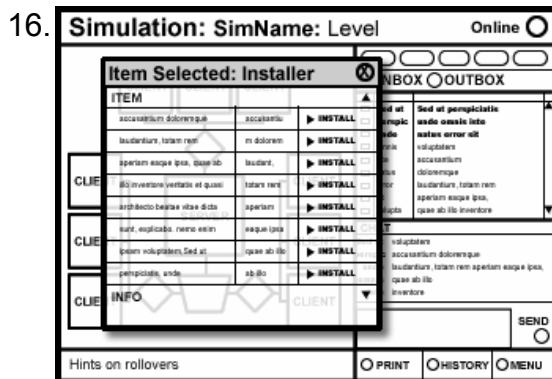 16.
Simulation: SimName: Level
Online
Item Selected: Installer
NBOX OUTBOX
ITEM
accusantium doloremque accusantiu INSTALL
laudantium, totam rem m dolorem INSTALL
aperiam eaque ipsa, quae ab laudant, INSTALL
illo inventore veritatis et quasi totam rem INSTALL
architecto beatae vitae dicta aperiam INSTALL
sunt, explicabo. nemo enim eaque ipsa INSTALL
ipsam voluptatem, Sed ut quae ab illo INSTALL
perspiciatis, unde ab illo INSTALL
INFO
CLIE
CLIE
CLIE
SERVER
CLIENT
CLIENT
ed ut Sed ut perspiciatis
unde omnis iste
natus error sit
voluptatem
accusantium
doloremque
laudantium, totam rem
aperiam eaque ipsa,
lupta quae ab illo inventore
voluptatem
accusantium doloremque
laudantium, totam rem aperiam eaque ipsa,
quae ab illo
inventore
SEND
Hints on rollovers
PRINT HISTORY MENU